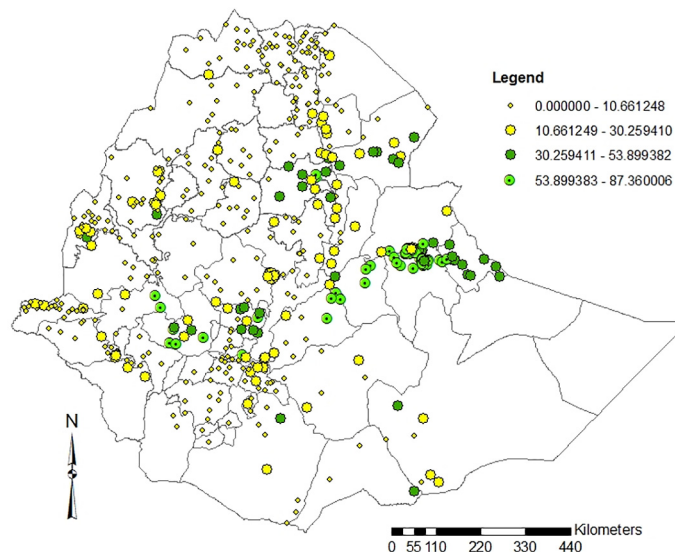 Legend
0.000000 - 10.661248
10.661249 - 30.259410
30.259411 - 53.899382
53.899383 - 87.360006
N
Kilometers
0 55 110 220 330 440